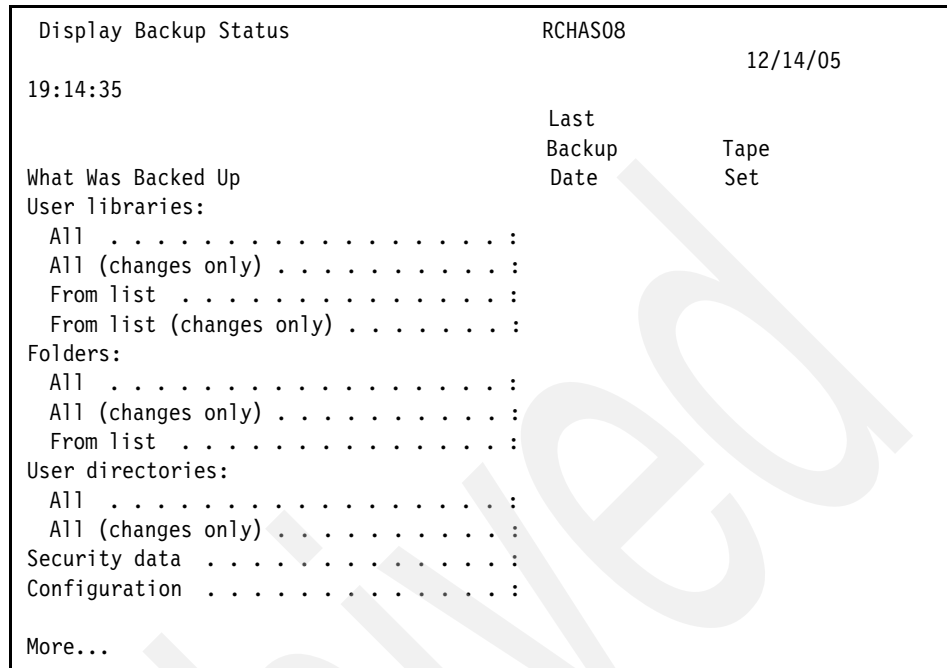 Display Backup Status RCHAS08
12/14/05
19:14:35
Last
Backup Tape
What Was Backed Up Date Set
User libraries:
All . . . . . . . . . . . . . . . . . :
All (changes only) . . . . . . . . . . :
From list . . . . . . . . . . . . . . :
From list (changes only) . . . . . . . :
Folders:
All . . . . . . . . . . . . . . . . . :
All (changes only) . . . . . . . . . . :
From list . . . . . . . . . . . . . . :
User directories:
All . . . . . . . . . . . . . . . . . :
All (changes only) . . . . . . . . . . :
Security data . . . . . . . . . . . . . :
Configuration . . . . . . . . . . . . . :
More...